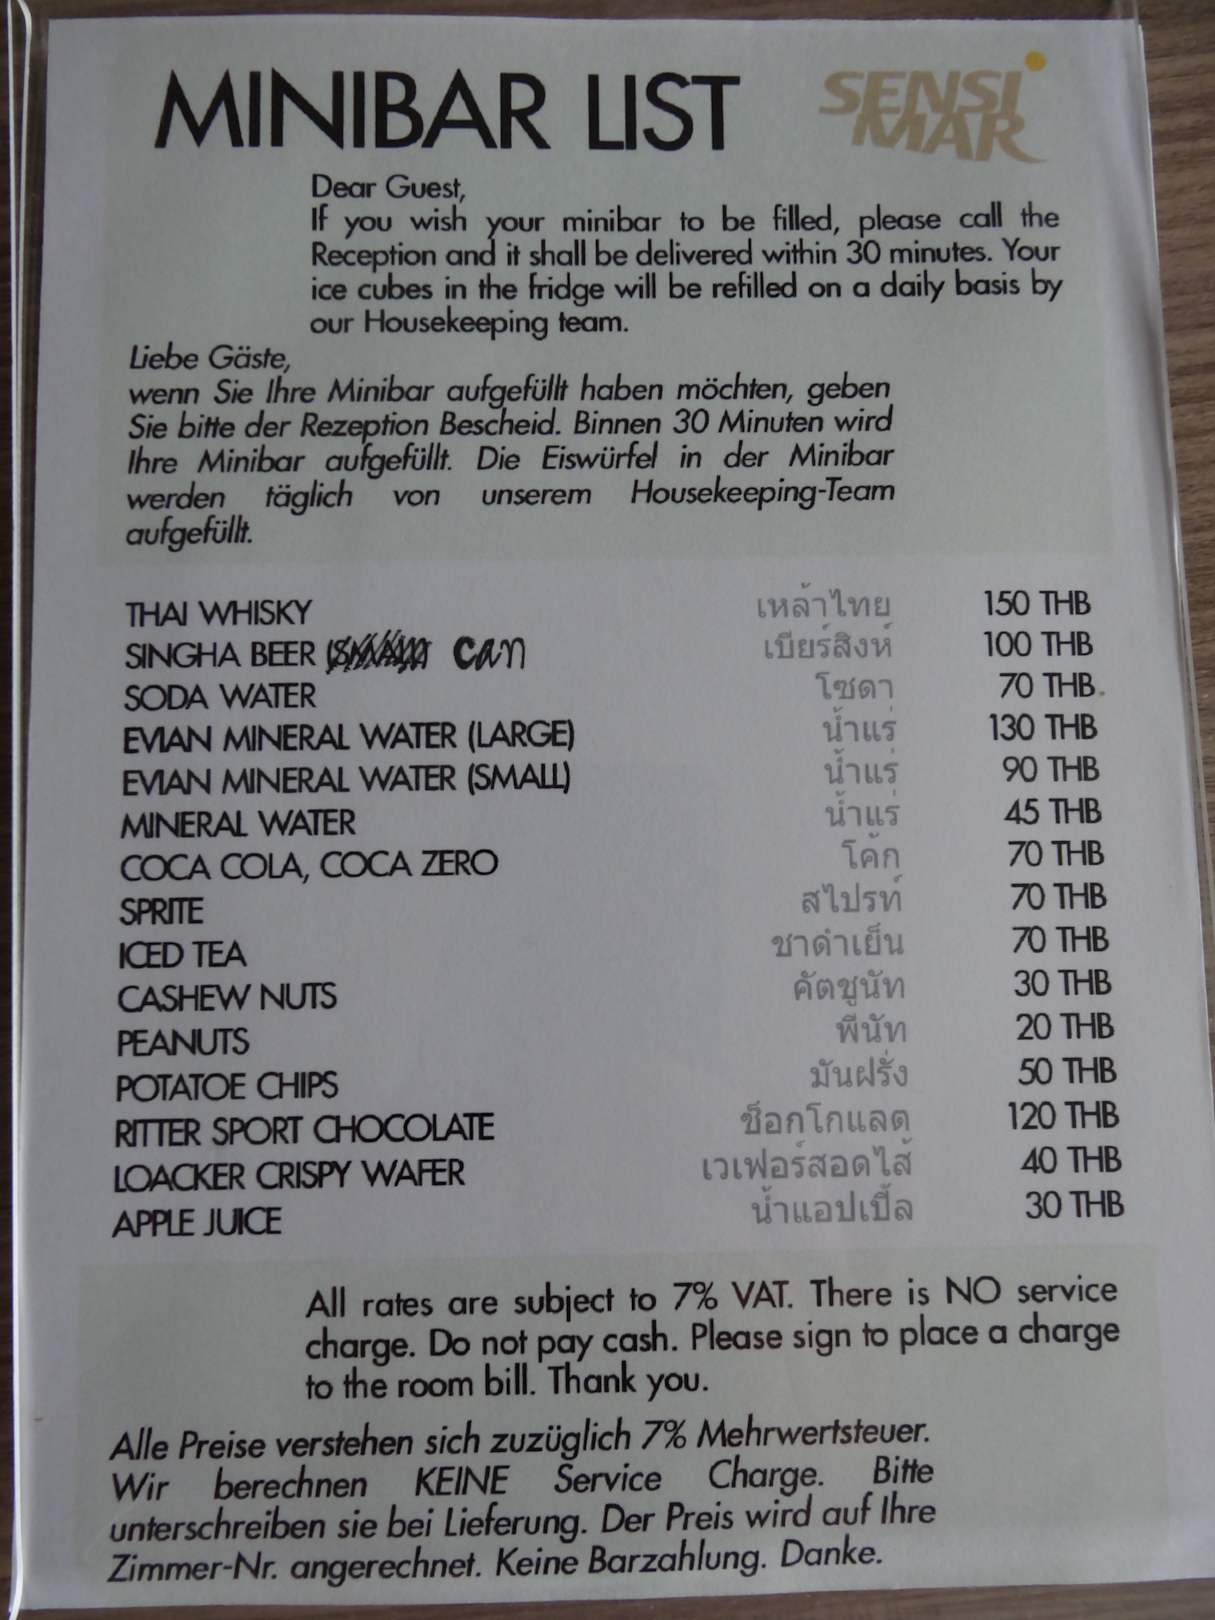 MINIBAR LIST
SENSI
MAR
Dear Guest,
If you wish your minibar to be filled, please call the
Reception and it shall be delivered within 30 minutes. Your
ice cubes in the fridge will be refilled on a daily basis by
our Housekeeping team.
Liebe Gäste,
wenn Sie Ihre Minibar aufgefüllt haben möchten, geben
Sie bitte der Rezeption Bescheid. Binnen 30 Minuten wird
Ihre Minibar aufgefüllt. Die Eiswürfel in der Minibar
werden täglich von unserem Housekeeping-Team
aufgefüllt.
THAI WHISKY เหล้าไทย 150 THB
SINGHA BEER can เบียร์สิงห์ 100 THB
SODA WATER โซดา 70 THB
EVIAN MINERAL WATER (LARGE) น้ำแร่ 130 THB
EVIAN MINERAL WATER (SMALL) น้ำแร่ 90 THB
MINERAL WATER น้ำแร่ 45 THB
COCA COLA, COCA ZERO โค้ก 70 THB
SPRITE สไปรท์ 70 THB
ICED TEA ชาดำเย็น 70 THB
CASHEW NUTS คัตชูนัท 30 THB
PEANUTS พีนัท 20 THB
POTATOE CHIPS มันฝรั่ง 50 THB
RITTER SPORT CHOCOLATE ช็อกโกแลต 120 THB
LOACKER CRISPY WAFER เวเฟอร์สอดไส้ 40 THB
APPLE JUICE น้ำแอปเปิ้ล 30 THB
All rates are subject to 7% VAT. There is NO service
charge. Do not pay cash. Please sign to place a charge
to the room bill. Thank you.
Alle Preise verstehen sich zuzüglich 7% Mehrwertsteuer.
Wir berechnen KEINE Service Charge. Bitte
unterschreiben sie bei Lieferung. Der Preis wird auf Ihre
Zimmer-Nr. angerechnet. Keine Barzahlung. Danke.